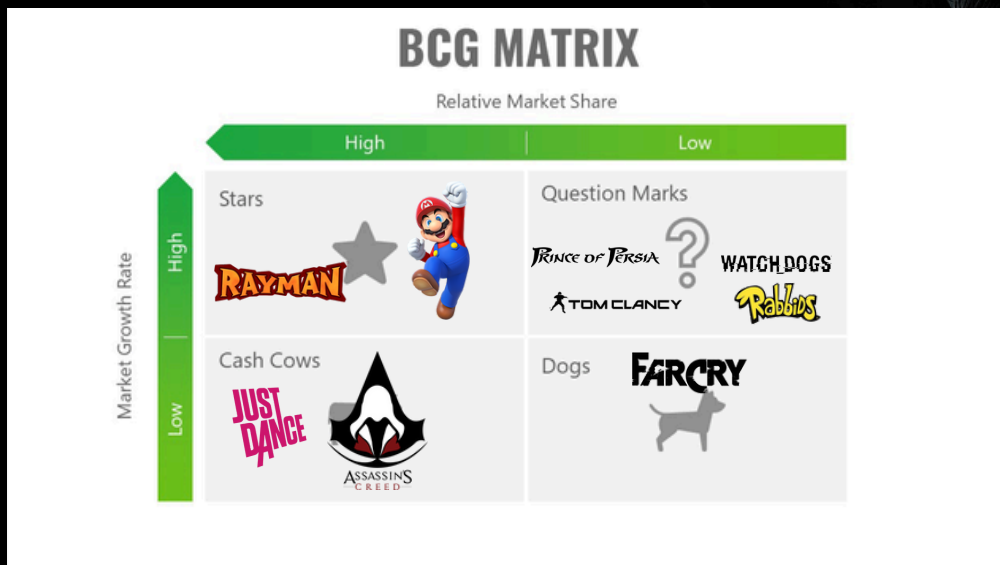 BCG MATRIX
Relative Market Share
High
Low
Market Growth Rate
High
Low
Stars
RAYMAN
Question Marks
PRINCE OF PERSIA
WATCH_DOGS
TOM CLANCY
Rabbids
Cash Cows
JUST
DANCE
ASSASSIN'S
CREED
Dogs
FARCRY